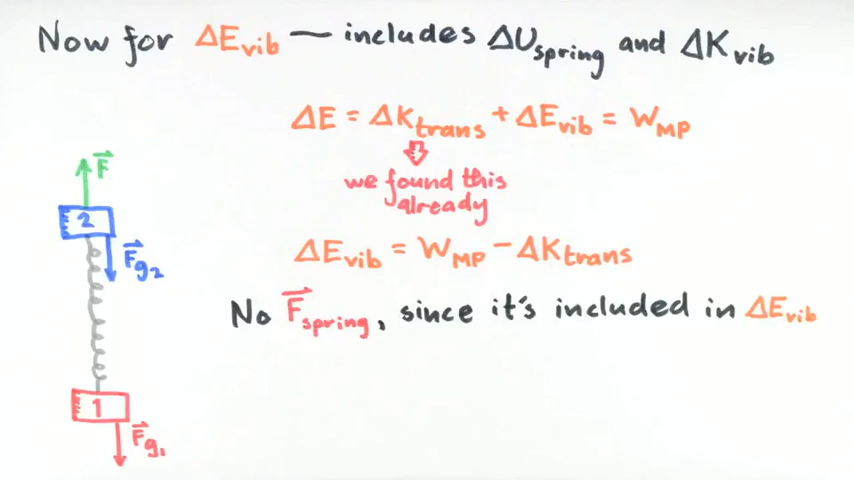 Now for ΔE_vib — includes ΔU_spring and ΔK_vib
ΔE = ΔK_trans + ΔE_vib = W_MP
we found this
already
ΔE_vib = W_MP − ΔK_trans
No F⃗_spring, since it's included in ΔE_vib
F⃗
2
F⃗_g2
1
F⃗_g1